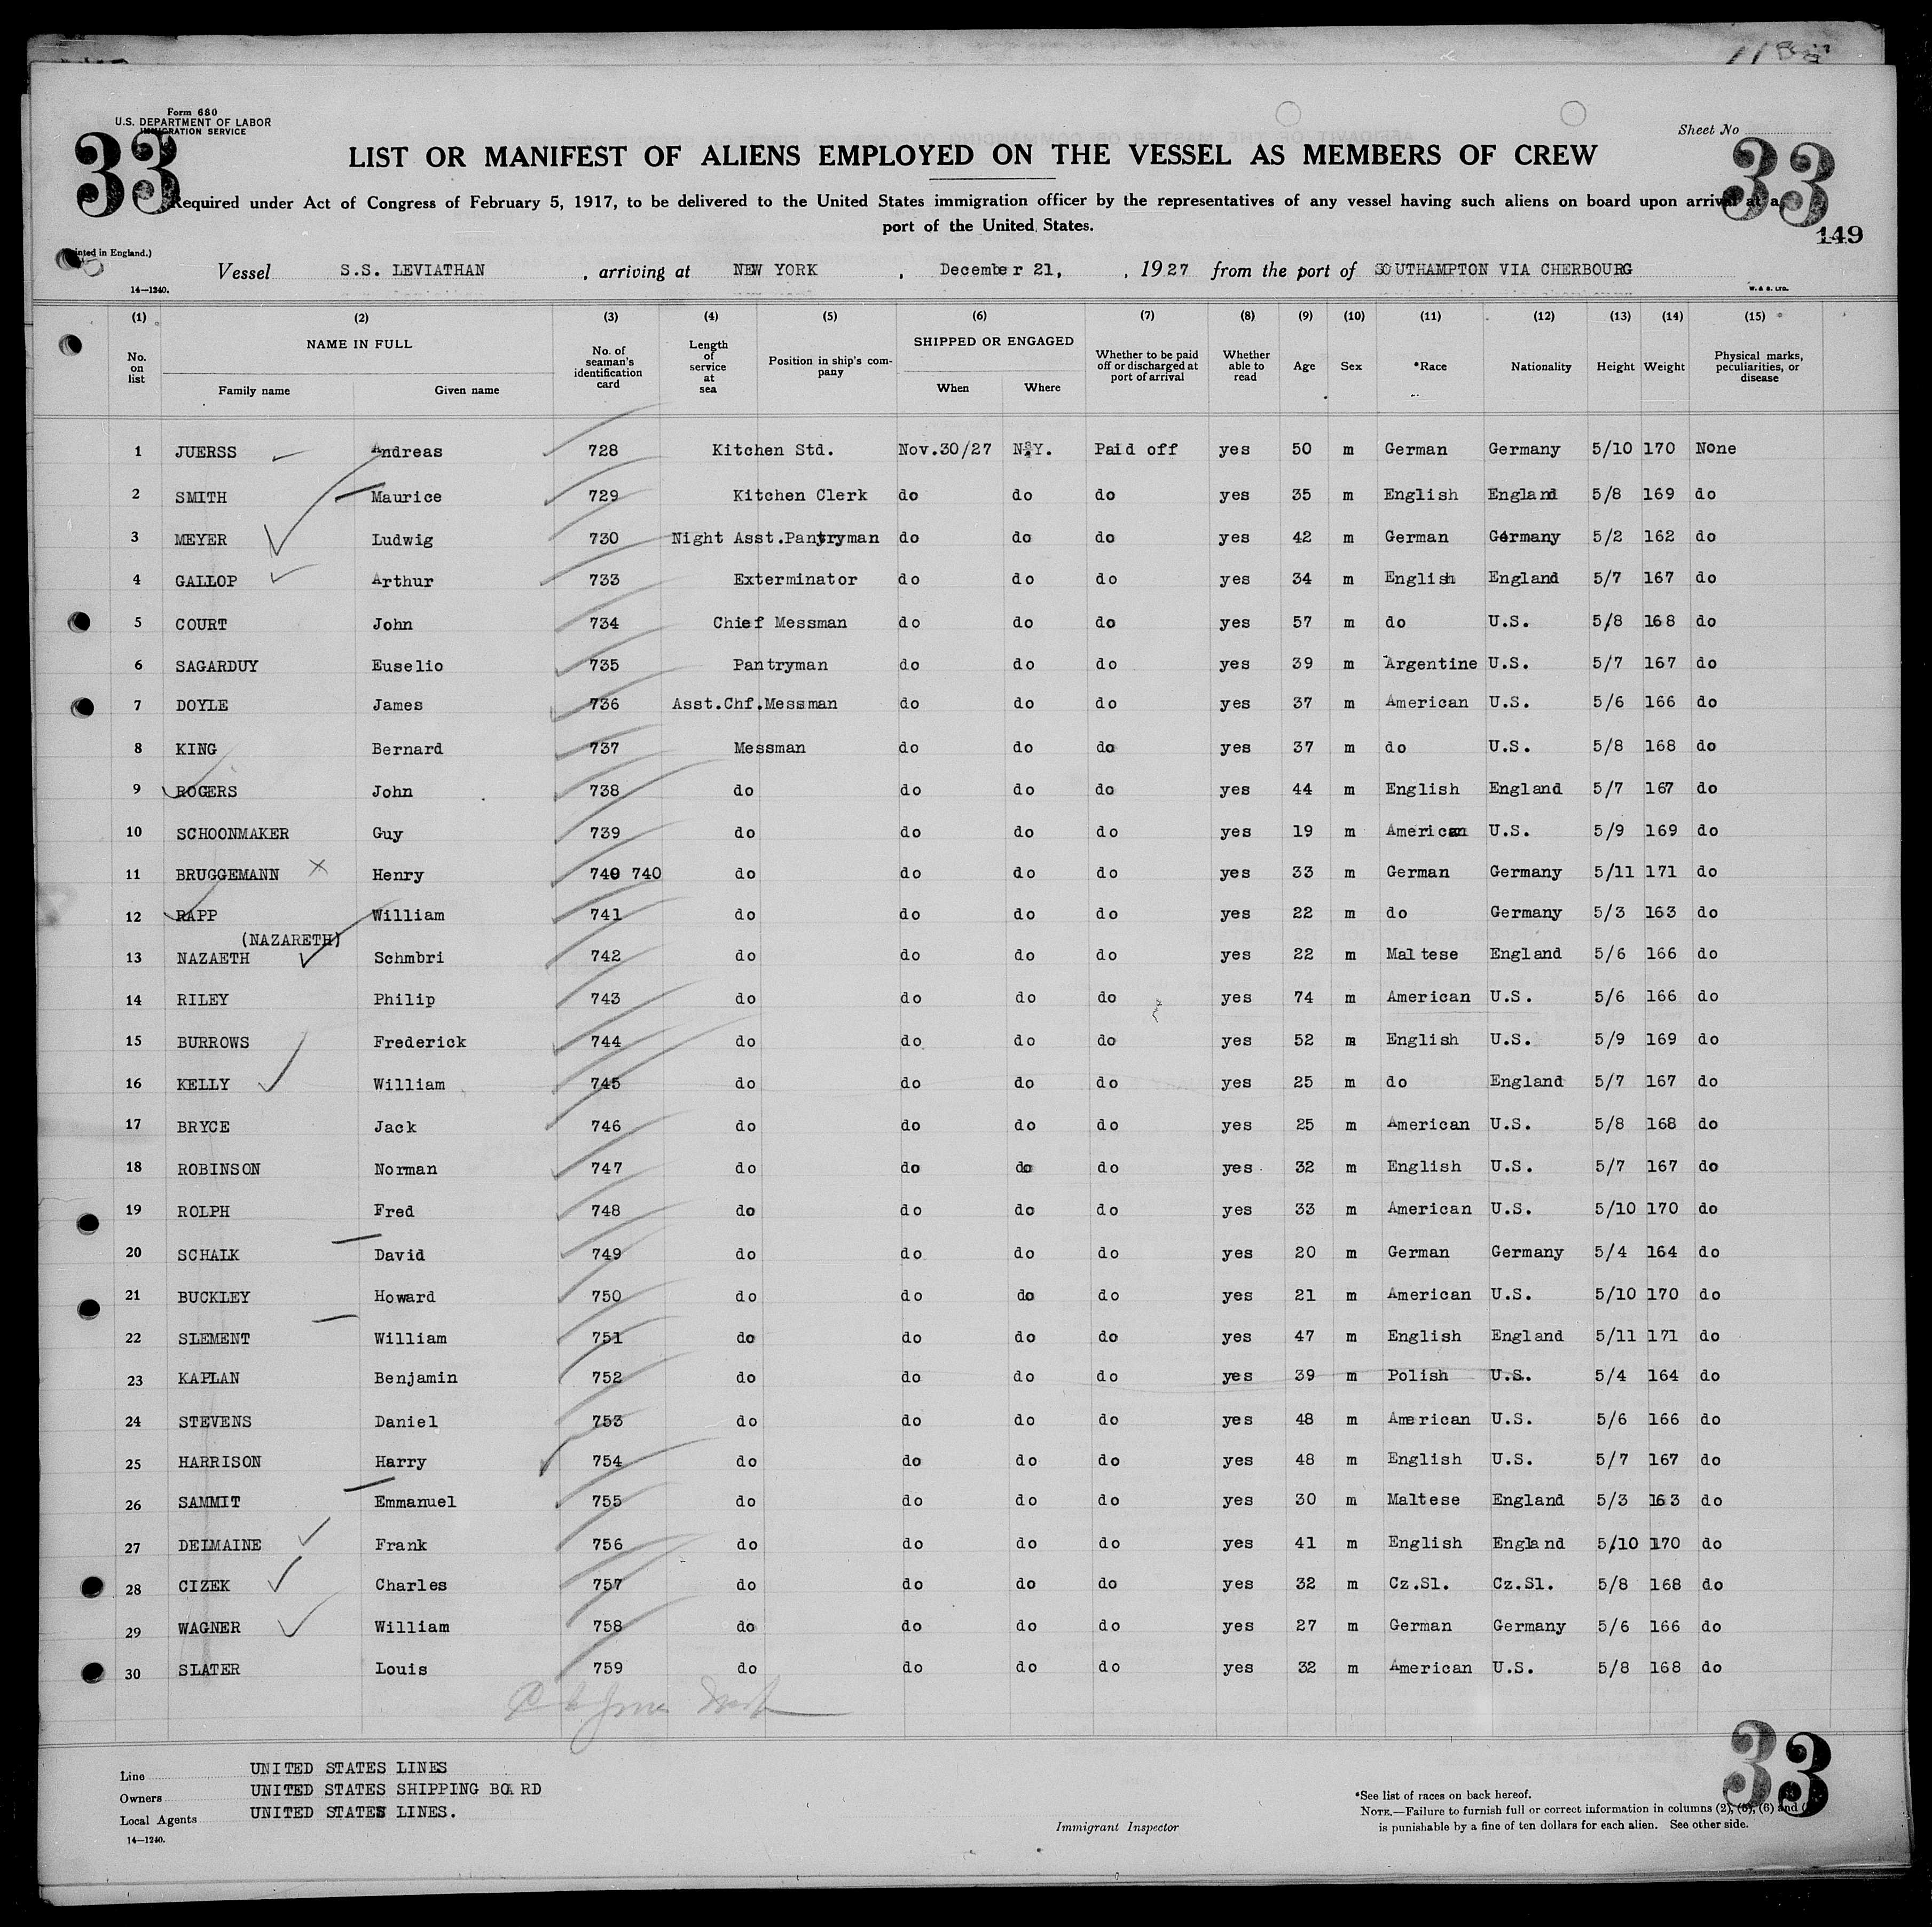 Form 680
U.S. DEPARTMENT OF LABOR
IMMIGRATION SERVICE
33
Sheet No
33
LIST OR MANIFEST OF ALIENS EMPLOYED ON THE VESSEL AS MEMBERS OF CREW
Required under Act of Congress of February 5, 1917, to be delivered to the United States immigration officer by the representatives of any vessel having such aliens on board upon arrival at a
port of the United States.
149
(Printed in England.)
Vessel S.S. LEVIATHAN , arriving at NEW YORK , December 21, , 1927 from the port of SOUTHAMPTON VIA CHERBOURG
14—1240. W. & S. LTD.
(1) (2) (3) (4) (5) (6) (7) (8) (9) (10) (11) (12) (13) (14) (15)
No. on list NAME IN FULL Family name Given name No. of seaman's identification card Length of service at sea Position in ship's company SHIPPED OR ENGAGED When Where Whether to be paid off or discharged at port of arrival Whether able to read Age Sex *Race Nationality Height Weight Physical marks, peculiarities, or disease
1 JUERSS Andreas 728 Kitchen Std. Nov.30/27 N.Y. Paid off yes 50 m German Germany 5/10 170 None
2 SMITH Maurice 729 Kitchen Clerk do do do yes 35 m English England 5/8 169 do
3 MEYER Ludwig 730 Night Asst.Pantryman do do do yes 42 m German Germany 5/2 162 do
4 GALLOP Arthur 733 Exterminator do do do yes 34 m English England 5/7 167 do
5 COURT John 734 Chief Messman do do do yes 57 m do U.S. 5/8 168 do
6 SAGARDUY Euselio 735 Pantryman do do do yes 39 m Argentine U.S. 5/7 167 do
7 DOYLE James 736 Asst.Chf.Messman do do do yes 37 m American U.S. 5/6 166 do
8 KING Bernard 737 Messman do do do yes 37 m do U.S. 5/8 168 do
9 ROGERS John 738 do do do do yes 44 m English England 5/7 167 do
10 SCHOONMAKER Guy 739 do do do do yes 19 m American U.S. 5/9 169 do
11 BRUGGEMANN Henry 740 740 do do do do yes 33 m German Germany 5/11 171 do
12 RAPP William 741 do do do do yes 22 m do Germany 5/3 163 do
(NAZARETH)
13 NAZAETH Schmbri 742 do do do do yes 22 m Maltese England 5/6 166 do
14 RILEY Philip 743 do do do do yes 74 m American U.S. 5/6 166 do
15 BURROWS Frederick 744 do do do do yes 52 m English U.S. 5/9 169 do
16 KELLY William 745 do do do do yes 25 m do England 5/7 167 do
17 BRYCE Jack 746 do do do do yes 25 m American U.S. 5/8 168 do
18 ROBINSON Norman 747 do do do do yes 32 m English U.S. 5/7 167 do
19 ROLPH Fred 748 do do do do yes 33 m American U.S. 5/10 170 do
20 SCHALK David 749 do do do do yes 20 m German Germany 5/4 164 do
21 BUCKLEY Howard 750 do do do do yes 21 m American U.S. 5/10 170 do
22 SLEMENT William 751 do do do do yes 47 m English England 5/11 171 do
23 KAPLAN Benjamin 752 do do do do yes 39 m Polish U.S. 5/4 164 do
24 STEVENS Daniel 753 do do do do yes 48 m American U.S. 5/6 166 do
25 HARRISON Harry 754 do do do do yes 48 m English U.S. 5/7 167 do
26 SAMMIT Emmanuel 755 do do do do yes 30 m Maltese England 5/3 163 do
27 DELMAINE Frank 756 do do do do yes 41 m English England 5/10 170 do
28 CIZEK Charles 757 do do do do yes 32 m Cz.Sl. Cz.Sl. 5/8 168 do
29 WAGNER William 758 do do do do yes 27 m German Germany 5/6 166 do
30 SLATER Louis 759 do do do do yes 32 m American U.S. 5/8 168 do
Line UNITED STATES LINES
Owners UNITED STATES SHIPPING BOARD
Local Agents UNITED STATES LINES.
14—1240.
Immigrant Inspector
33
*See list of races on back hereof.
NOTE.—Failure to furnish full or correct information in columns (2), (5), (6) and (
is punishable by a fine of ten dollars for each alien. See other side.